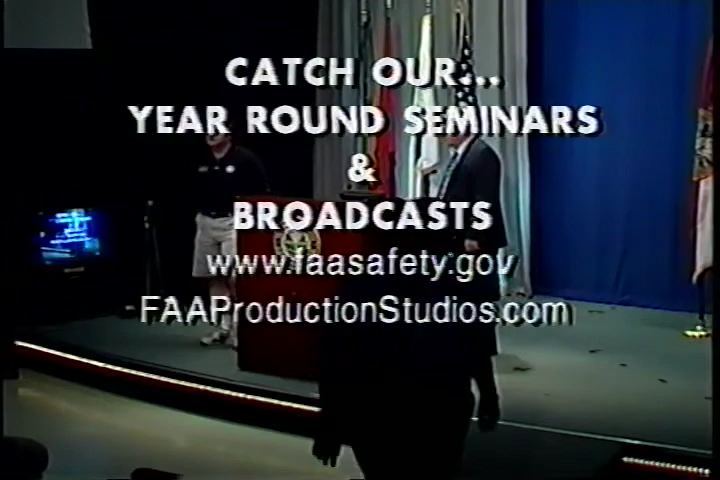 CATCH OUR...
YEAR ROUND SEMINARS
&
BROADCASTS
www.faasafety.gov
FAAProductionStudios.com